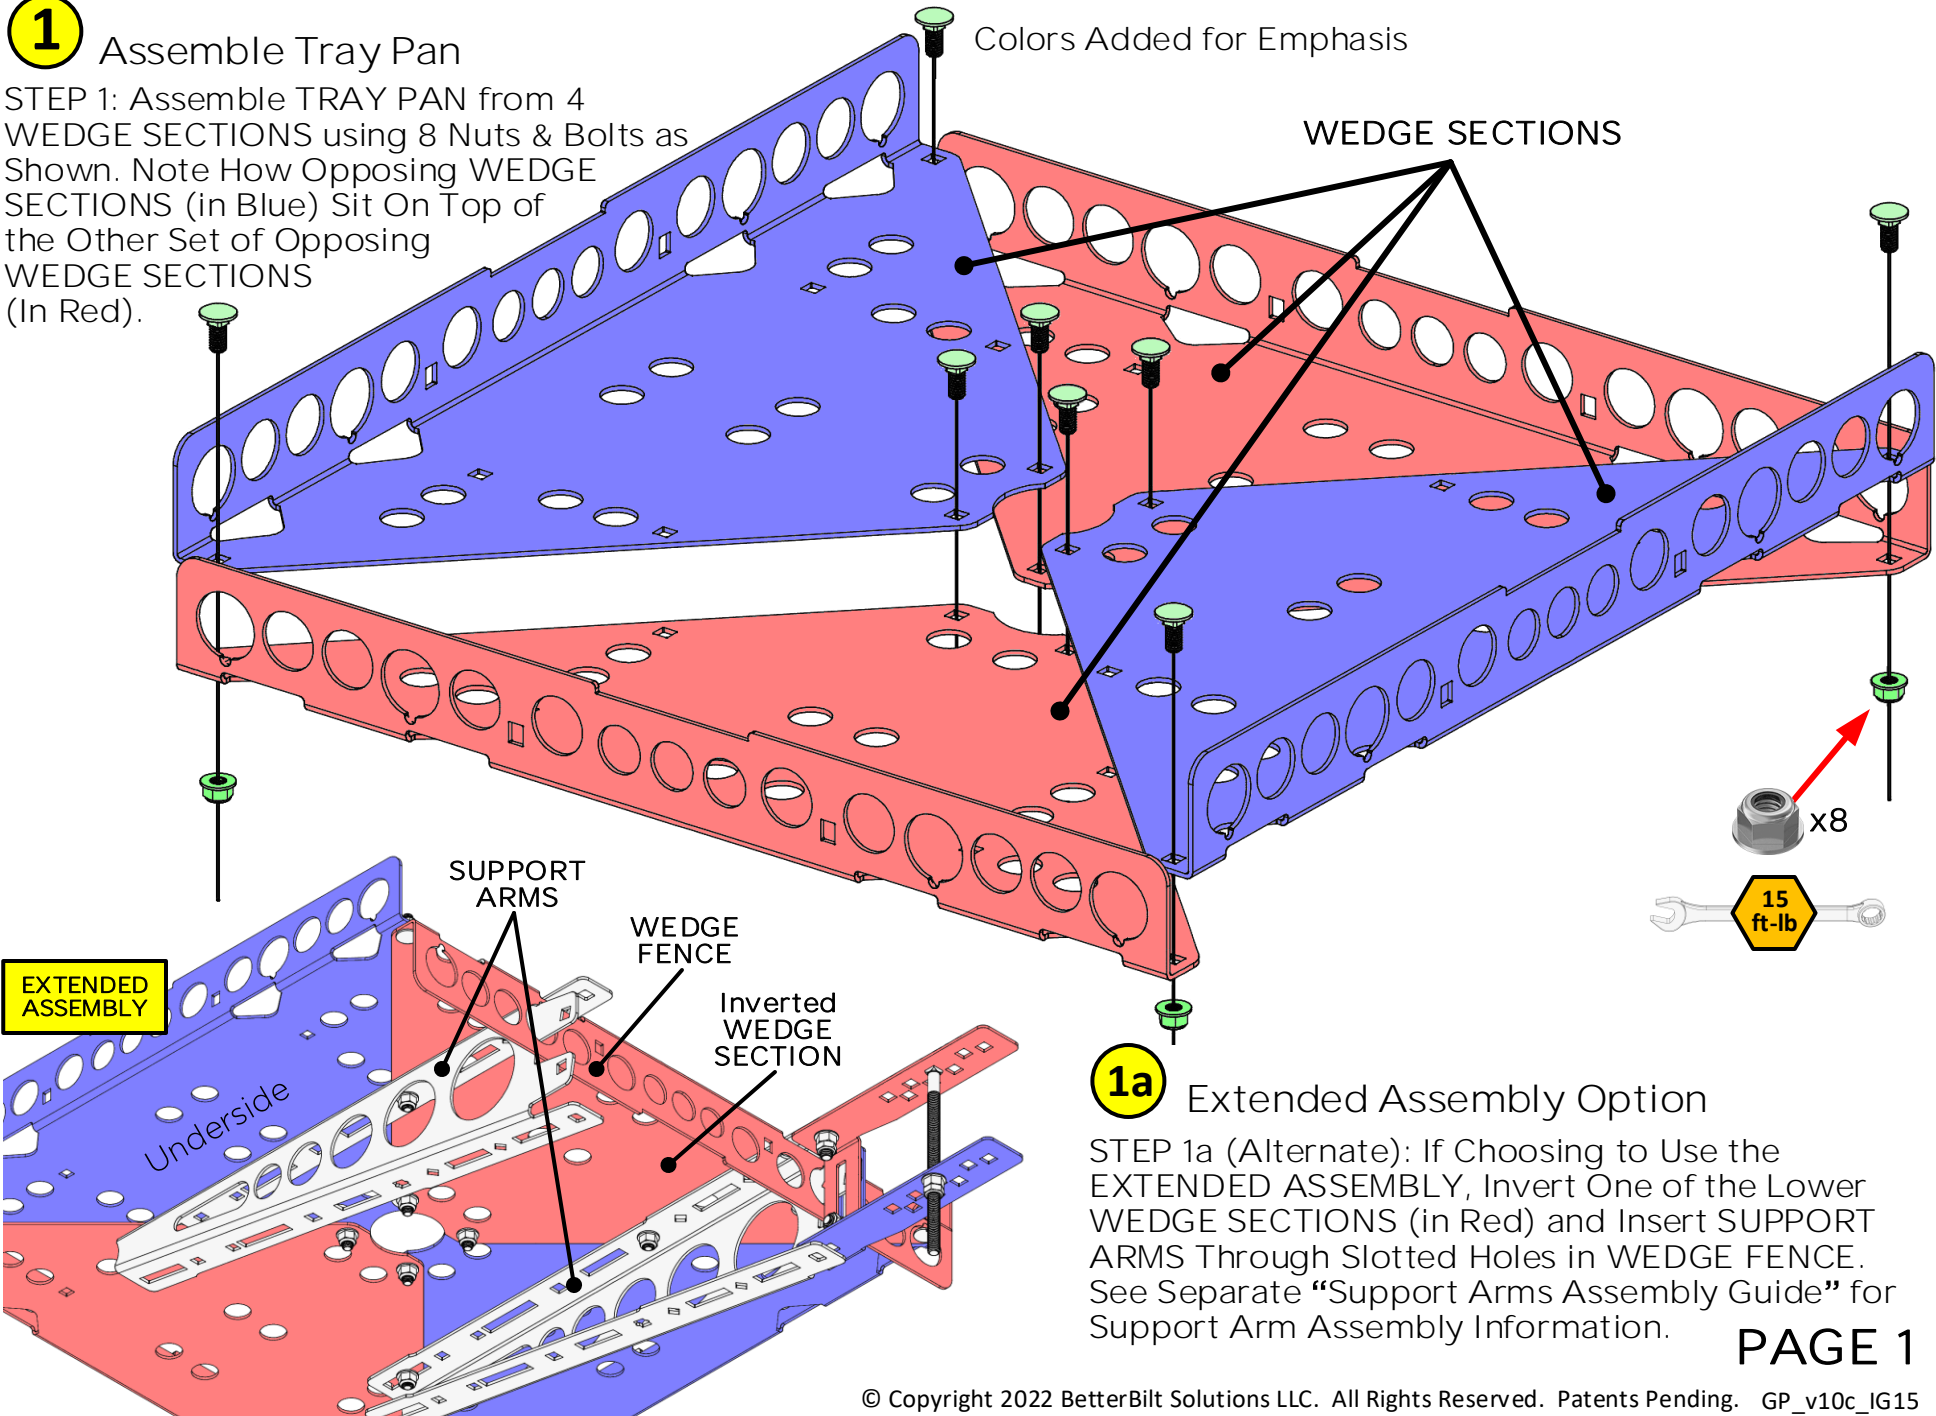 1
Assemble Tray Pan
STEP 1: Assemble TRAY PAN from 4
WEDGE SECTIONS using 8 Nuts & Bolts as
Shown. Note How Opposing WEDGE
SECTIONS (in Blue) Sit On Top of
the Other Set of Opposing
WEDGE SECTIONS
(In Red).
Colors Added for Emphasis
WEDGE SECTIONS
x8
15
ft-lb
SUPPORT
ARMS
WEDGE
FENCE
Inverted
WEDGE
SECTION
EXTENDED
ASSEMBLY
Underside
1a
Extended Assembly Option
STEP 1a (Alternate): If Choosing to Use the
EXTENDED ASSEMBLY, Invert One of the Lower
WEDGE SECTIONS (in Red) and Insert SUPPORT
ARMS Through Slotted Holes in WEDGE FENCE.
See Separate “Support Arms Assembly Guide” for
Support Arm Assembly Information.
PAGE 1
© Copyright 2022 BetterBilt Solutions LLC. All Rights Reserved. Patents Pending. GP_v10c_IG15